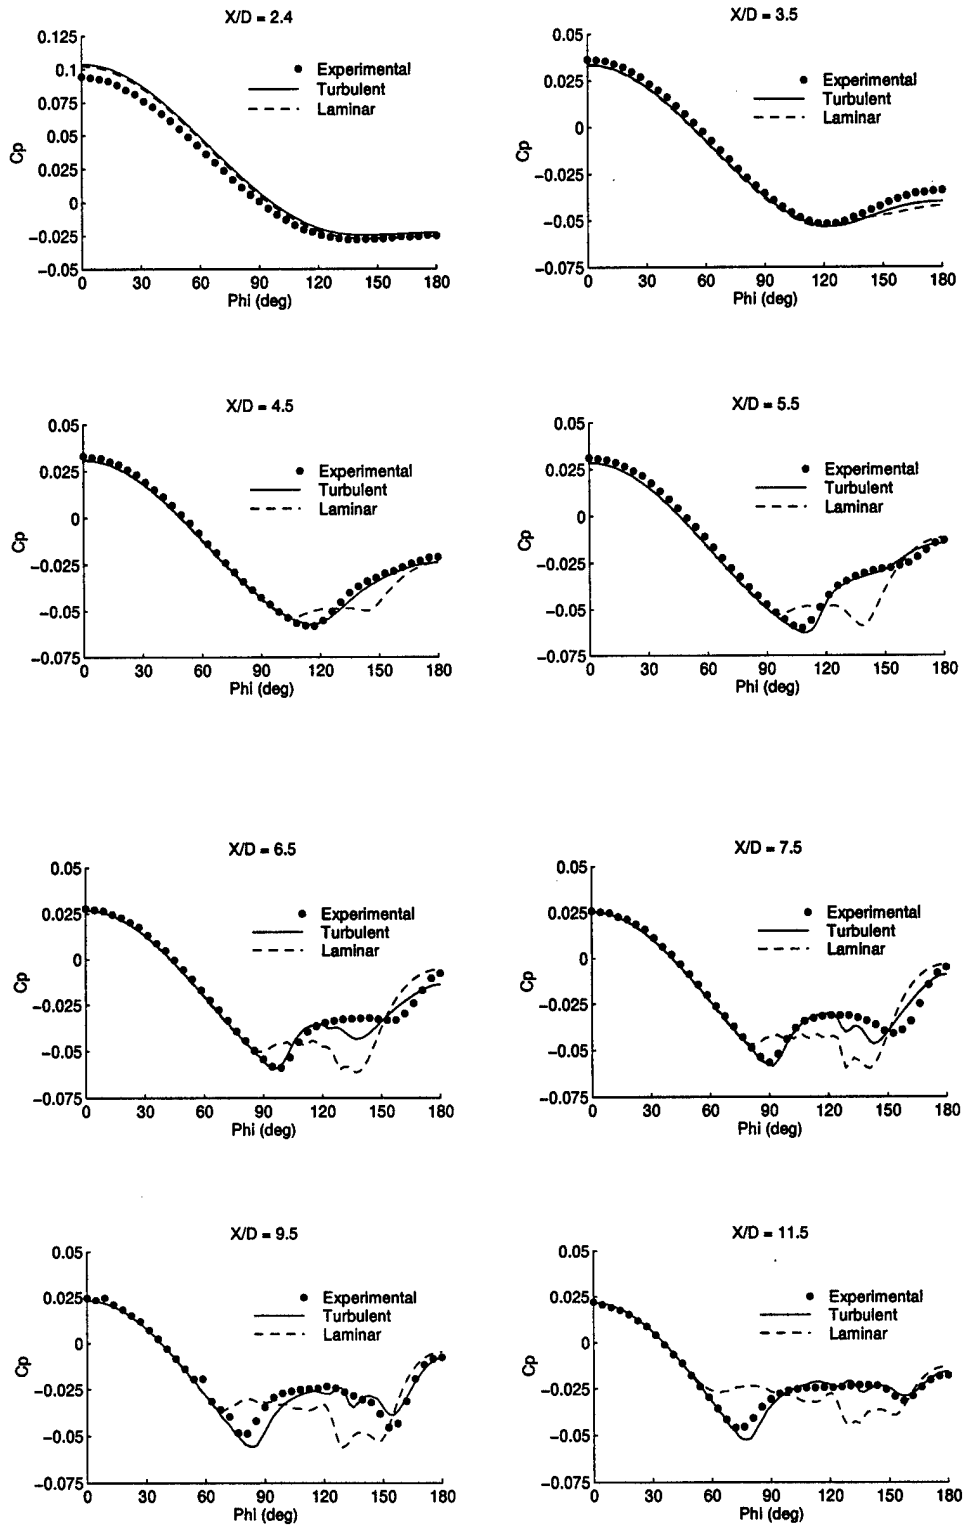 X/D = 2.4
0.125
0.1
0.075
0.05
0.025
0
−0.025
−0.05
Cp
Experimental
Turbulent
Laminar
0 30 60 90 120 150 180
Phi (deg)
X/D = 3.5
0.05
0.025
0
−0.025
−0.05
−0.075
Cp
Experimental
Turbulent
Laminar
0 30 60 90 120 150 180
Phi (deg)
X/D = 4.5
0.05
0.025
0
−0.025
−0.05
−0.075
Cp
Experimental
Turbulent
Laminar
0 30 60 90 120 150 180
Phi (deg)
X/D = 5.5
0.05
0.025
0
−0.025
−0.05
−0.075
Cp
Experimental
Turbulent
Laminar
0 30 60 90 120 150 180
Phi (deg)
X/D = 6.5
0.05
0.025
0
−0.025
−0.05
−0.075
Cp
Experimental
Turbulent
Laminar
0 30 60 90 120 150 180
Phi (deg)
X/D = 7.5
0.05
0.025
0
−0.025
−0.05
−0.075
Cp
Experimental
Turbulent
Laminar
0 30 60 90 120 150 180
Phi (deg)
X/D = 9.5
0.05
0.025
0
−0.025
−0.05
−0.075
Cp
Experimental
Turbulent
Laminar
0 30 60 90 120 150 180
Phi (deg)
X/D = 11.5
0.05
0.025
0
−0.025
−0.05
−0.075
Cp
Experimental
Turbulent
Laminar
0 30 60 90 120 150 180
Phi (deg)